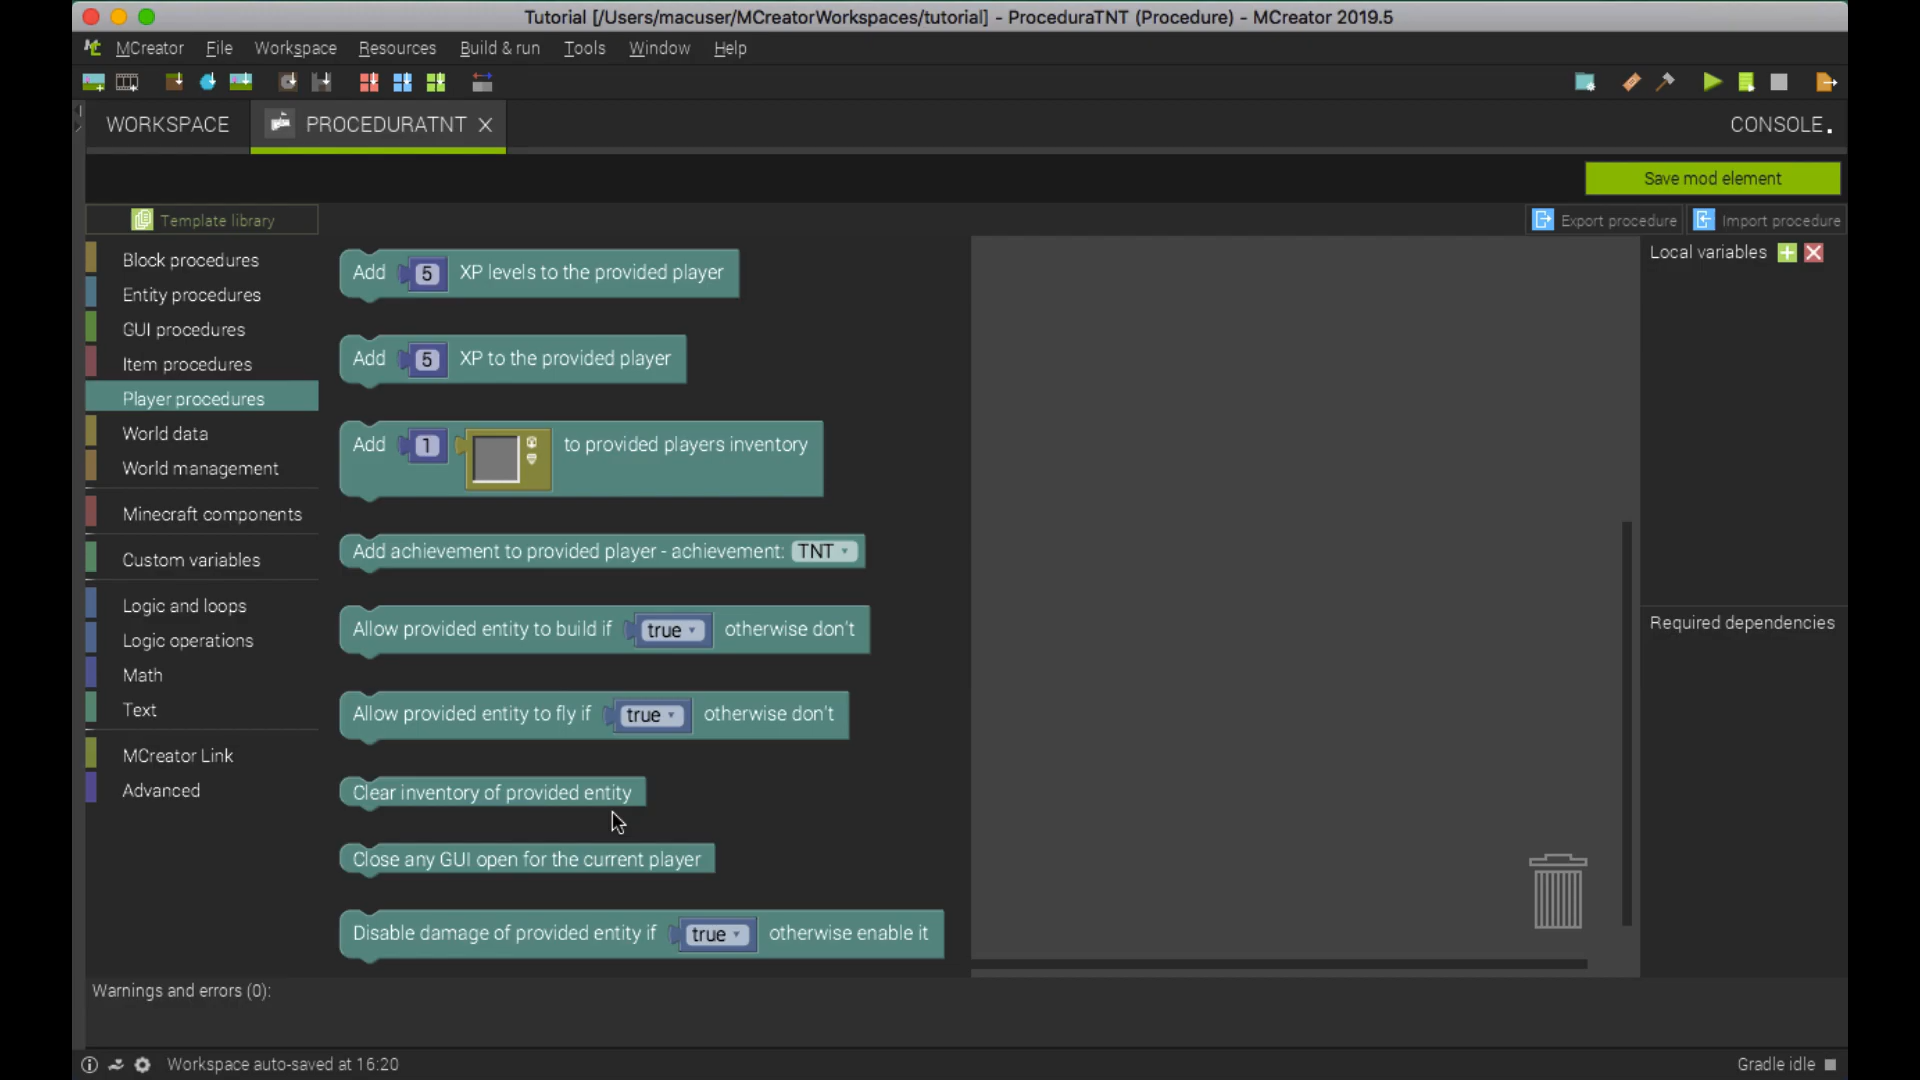 Tutorial [/Users/macuser/MCreatorWorkspaces/tutorial] - ProceduraTNT (Procedure) - MCreator 2019.5
MCreator File Workspace Resources Build & run Tools Window Help
WORKSPACE PROCEDURATNT CONSOLE
Save mod element
Template library Export procedure Import procedure
Block procedures
Entity procedures
GUI procedures
Item procedures
Player procedures
World data
World management
Minecraft components
Custom variables
Logic and loops
Logic operations
Math
Text
MCreator Link
Advanced
Add 5 XP levels to the provided player
Add 5 XP to the provided player
Add 1 to provided players inventory
Add achievement to provided player - achievement: TNT
Allow provided entity to build if true otherwise don't
Allow provided entity to fly if true otherwise don't
Clear inventory of provided entity
Close any GUI open for the current player
Disable damage of provided entity if true otherwise enable it
Local variables
Required dependencies
Warnings and errors (0):
Workspace auto-saved at 16:20 Gradle idle